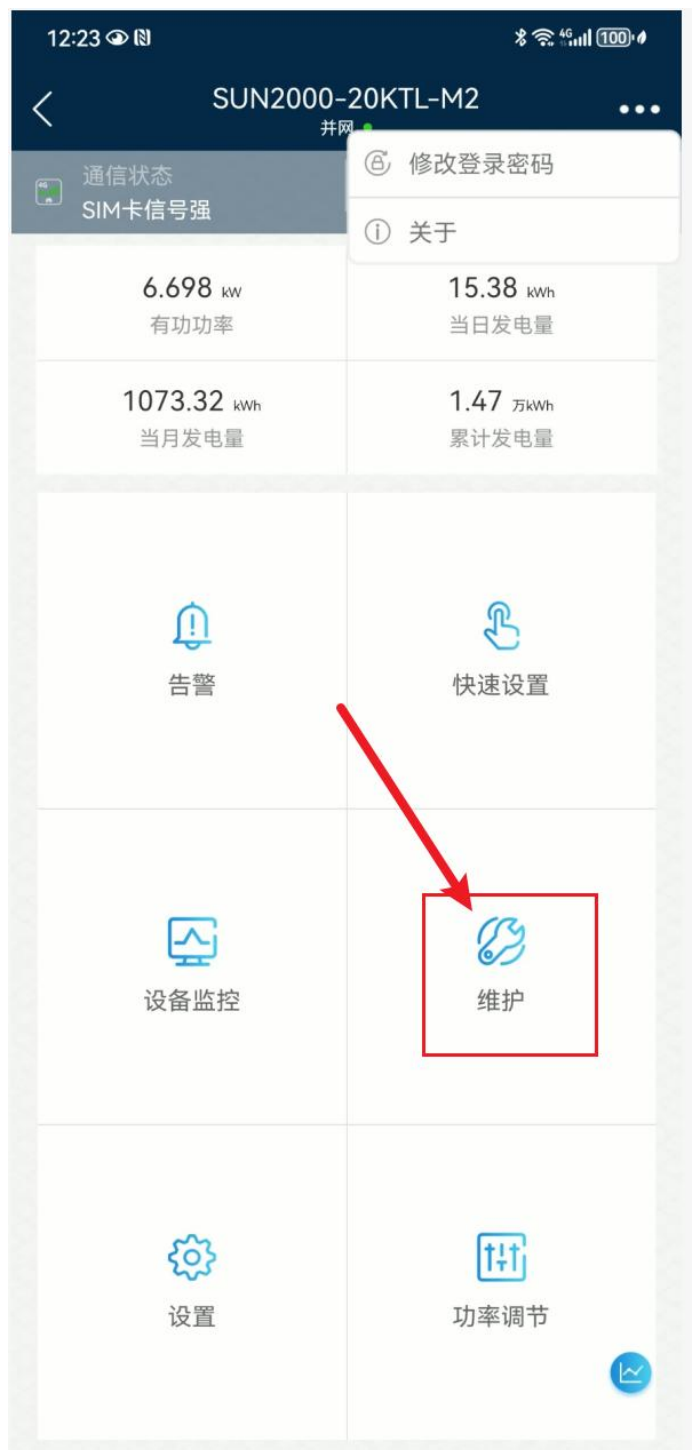 12:23
4G
100
SUN2000-20KTL-M2
并网
修改登录密码
4G
通信状态
SIM卡信号强
关于
6.698 kW
有功功率
15.38 kWh
当日发电量
1073.32 kWh
当月发电量
1.47 万kWh
累计发电量
告警
快速设置
设备监控
维护
设置
功率调节